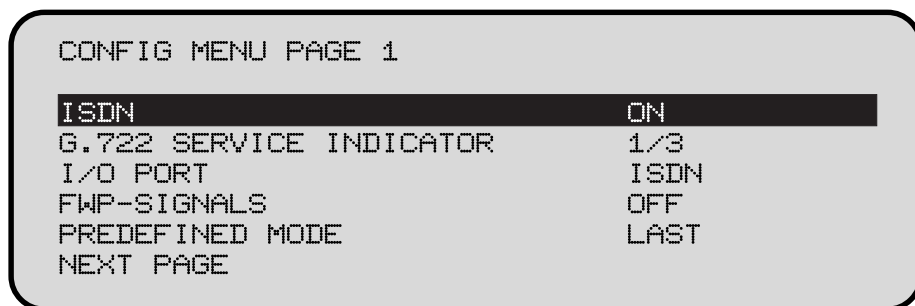 CONFIG MENU PAGE 1
ISDN ON
G.722 SERVICE INDICATOR 1/3
I/O PORT ISDN
FWP-SIGNALS OFF
PREDEFINED MODE LAST
NEXT PAGE